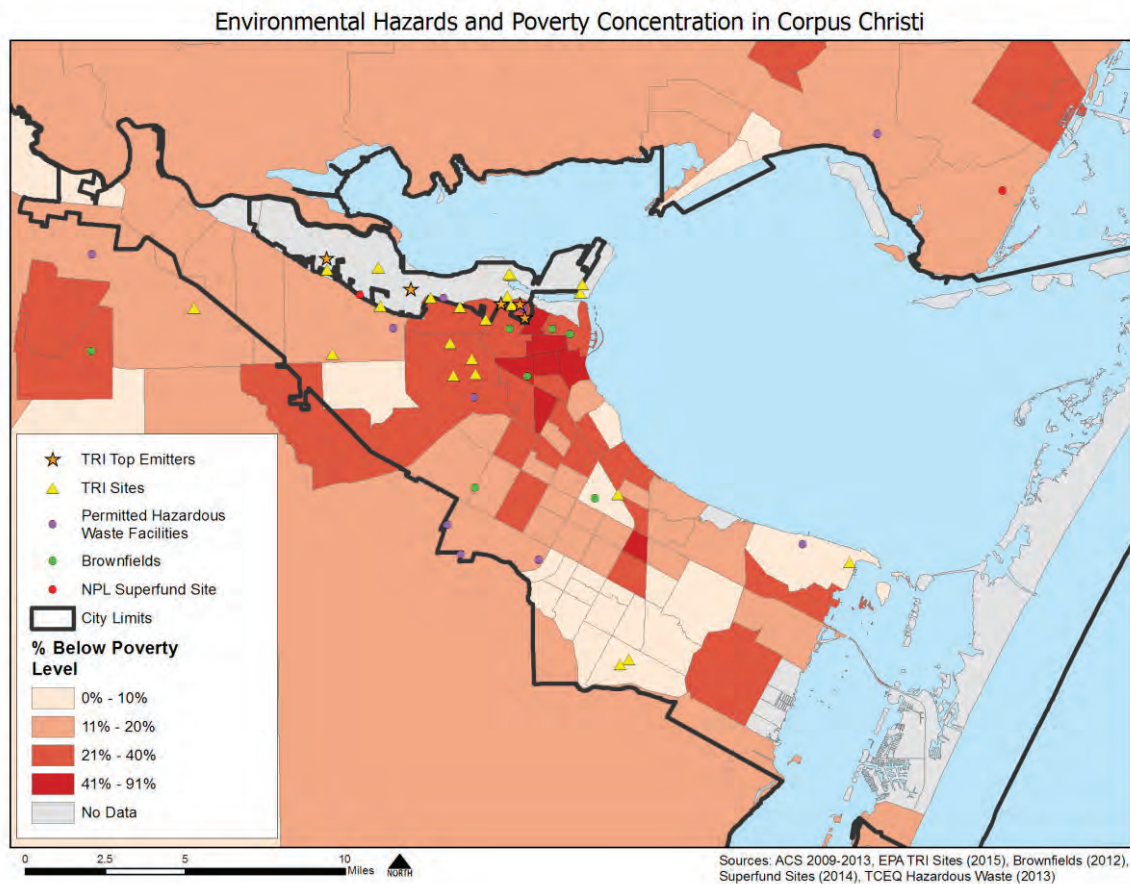 Environmental Hazards and Poverty Concentration in Corpus Christi
TRI Top Emitters
TRI Sites
Permitted Hazardous
Waste Facilities
Brownfields
NPL Superfund Site
City Limits
% Below Poverty
Level
0% - 10%
11% - 20%
21% - 40%
41% - 91%
No Data
0 2.5 5 10
Miles
NORTH
Sources: ACS 2009-2013, EPA TRI Sites (2015), Brownfields (2012),
Superfund Sites (2014), TCEQ Hazardous Waste (2013)